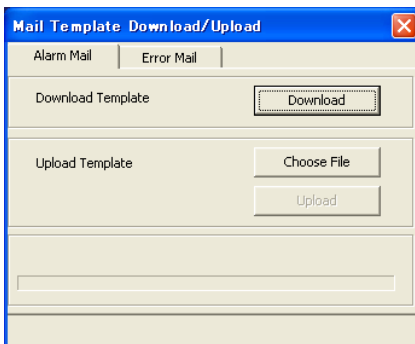 Mail Template Download/Upload
Alarm Mail Error Mail
Download Template Download
Upload Template Choose File
Upload